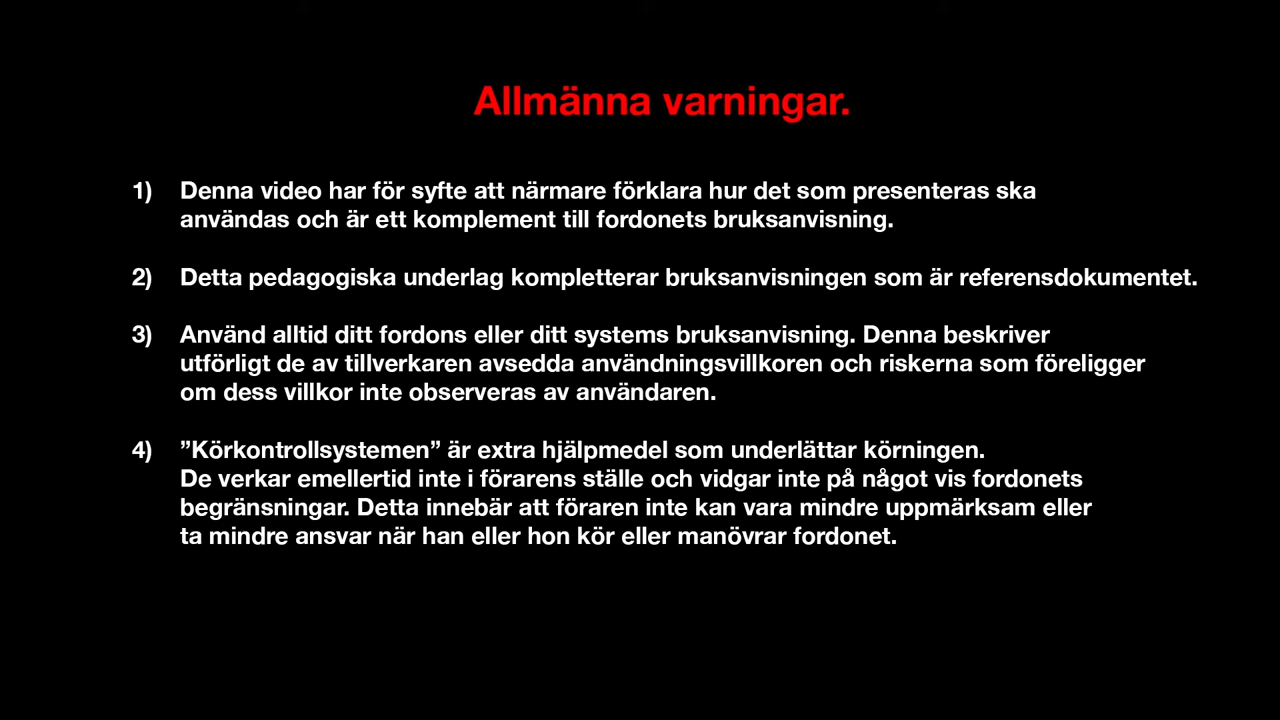 Allmänna varningar.
1) Denna video har för syfte att närmare förklara hur det som presenteras ska
användas och är ett komplement till fordonets bruksanvisning.
2) Detta pedagogiska underlag kompletterar bruksanvisningen som är referensdokumentet.
3) Använd alltid ditt fordons eller ditt systems bruksanvisning. Denna beskriver
utförligt de av tillverkaren avsedda användningsvillkoren och riskerna som föreligger
om dess villkor inte observeras av användaren.
4) ”Körkontrollsystemen” är extra hjälpmedel som underlättar körningen.
De verkar emellertid inte i förarens ställe och vidgar inte på något vis fordonets
begränsningar. Detta innebär att föraren inte kan vara mindre uppmärksam eller
ta mindre ansvar när han eller hon kör eller manövrar fordonet.